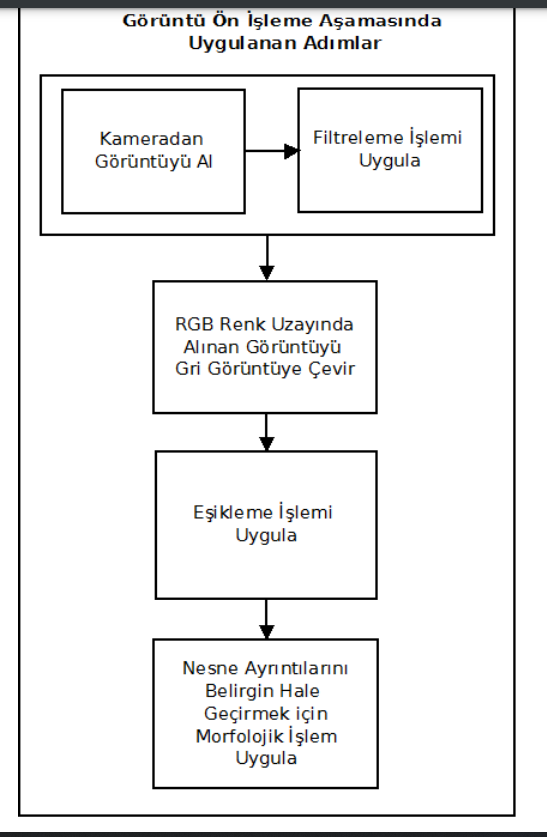 Görüntü Ön İşleme Aşamasında
Uygulanan Adımlar
Kameradan
Görüntüyü Al
Filtreleme İşlemi
Uygula
RGB Renk Uzayında
Alınan Görüntüyü
Gri Görüntüye Çevir
Eşikleme İşlemi
Uygula
Nesne Ayrıntılarını
Belirgin Hale
Geçirmek için
Morfolojik İşlem
Uygula